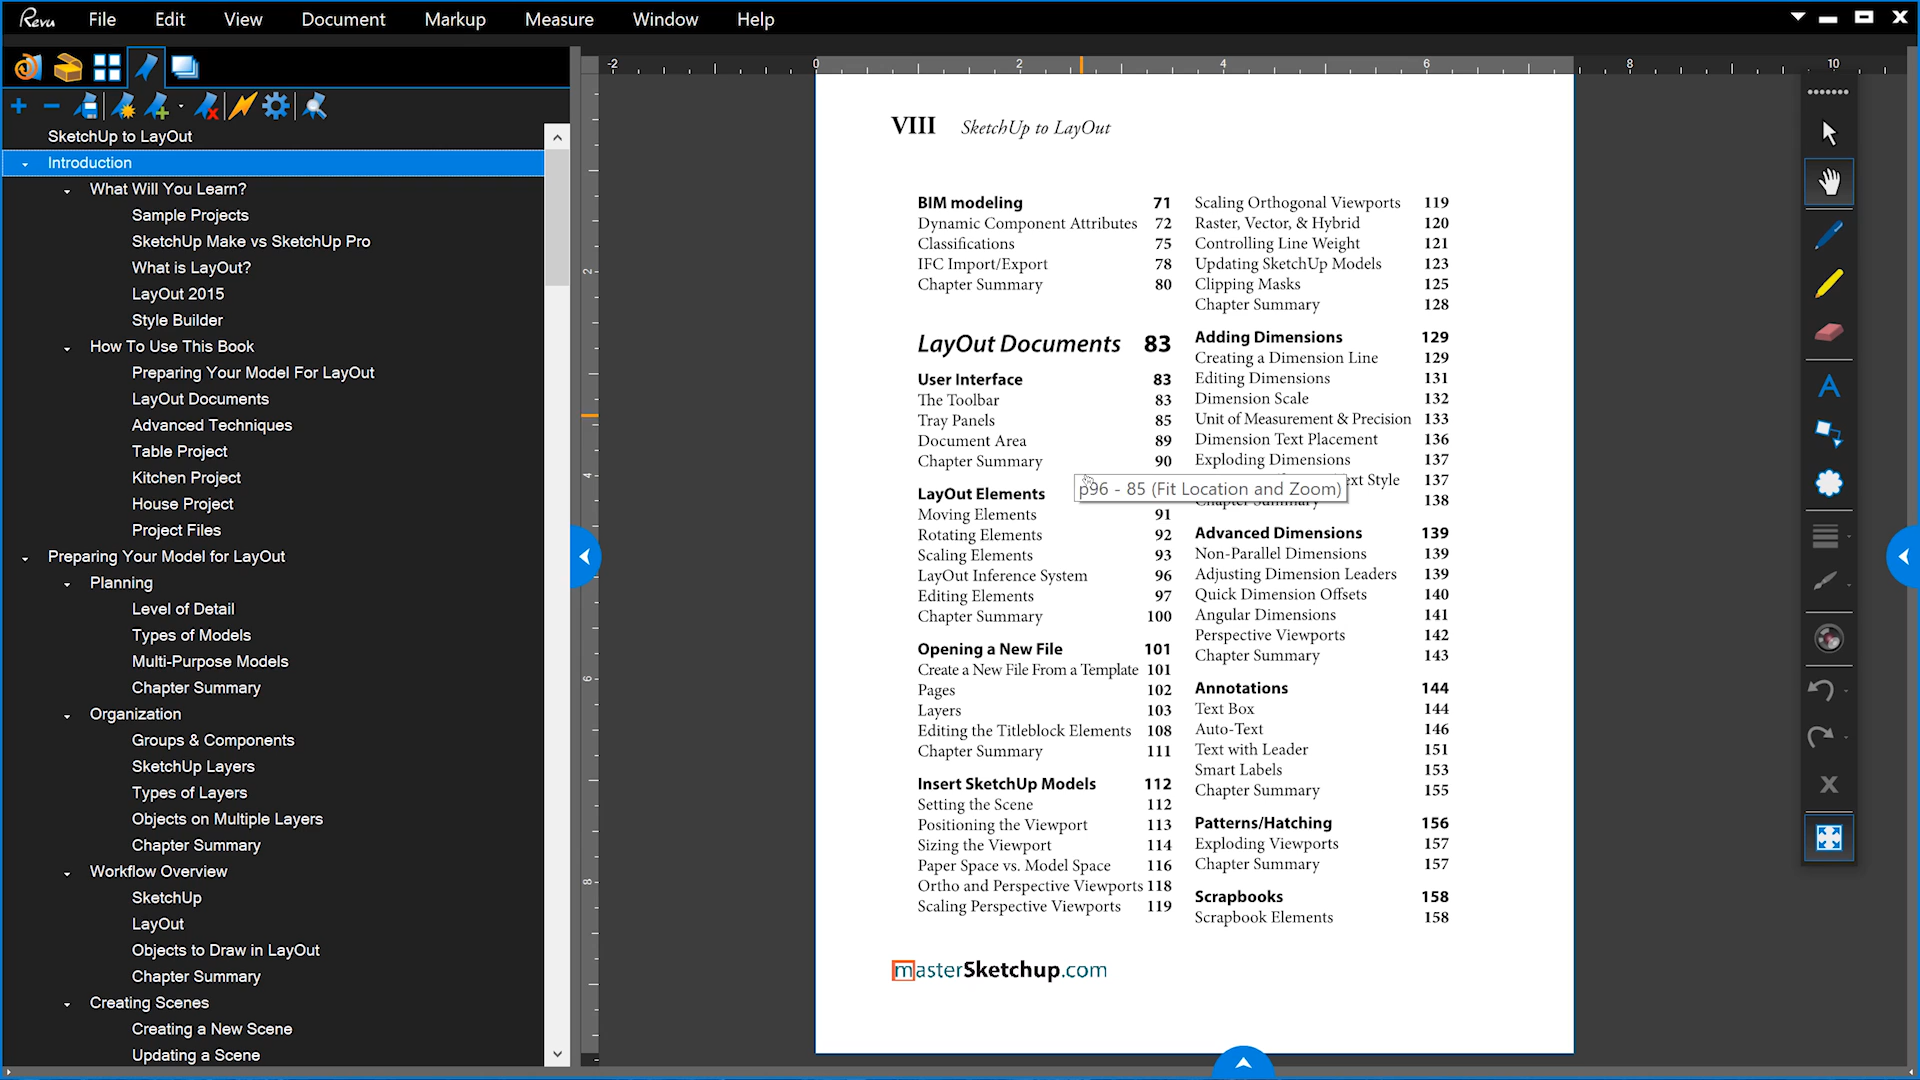 Revu File Edit View Document Markup Measure Window Help
SketchUp to LayOut
Introduction
What Will You Learn?
Sample Projects
SketchUp Make vs SketchUp Pro
What is LayOut?
LayOut 2015
Style Builder
How To Use This Book
Preparing Your Model For LayOut
LayOut Documents
Advanced Techniques
Table Project
Kitchen Project
House Project
Project Files
Preparing Your Model for LayOut
Planning
Level of Detail
Types of Models
Multi-Purpose Models
Chapter Summary
Organization
Groups & Components
SketchUp Layers
Types of Layers
Objects on Multiple Layers
Chapter Summary
Workflow Overview
SketchUp
LayOut
Objects to Draw in LayOut
Chapter Summary
Creating Scenes
Creating a New Scene
Updating a Scene
-2 0 2 4 6 8 10
2
4
6
8
VIII SketchUp to LayOut
BIM modeling 71
Dynamic Component Attributes 72
Classifications 75
IFC Import/Export 78
Chapter Summary 80
LayOut Documents 83
User Interface 83
The Toolbar 83
Tray Panels 85
Document Area 89
Chapter Summary 90
LayOut Elements
Moving Elements 91
Rotating Elements 92
Scaling Elements 93
LayOut Inference System 96
Editing Elements 97
Chapter Summary 100
Opening a New File 101
Create a New File From a Template 101
Pages 102
Layers 103
Editing the Titleblock Elements 108
Chapter Summary 111
Insert SketchUp Models 112
Setting the Scene 112
Positioning the Viewport 113
Sizing the Viewport 114
Paper Space vs. Model Space 116
Ortho and Perspective Viewports 118
Scaling Perspective Viewports 119
Scaling Orthogonal Viewports 119
Raster, Vector, & Hybrid 120
Controlling Line Weight 121
Updating SketchUp Models 123
Clipping Masks 125
Chapter Summary 128
Adding Dimensions 129
Creating a Dimension Line 129
Editing Dimensions 131
Dimension Scale 132
Unit of Measurement & Precision 133
Dimension Text Placement 136
Exploding Dimensions 137
ext Style 137
p96 - 85 (Fit Location and Zoom)
Chapter Summary 138
Advanced Dimensions 139
Non-Parallel Dimensions 139
Adjusting Dimension Leaders 139
Quick Dimension Offsets 140
Angular Dimensions 141
Perspective Viewports 142
Chapter Summary 143
Annotations 144
Text Box 144
Auto-Text 146
Text with Leader 151
Smart Labels 153
Chapter Summary 155
Patterns/Hatching 156
Exploding Viewports 157
Chapter Summary 157
Scrapbooks 158
Scrapbook Elements 158
masterSketchup.com
A